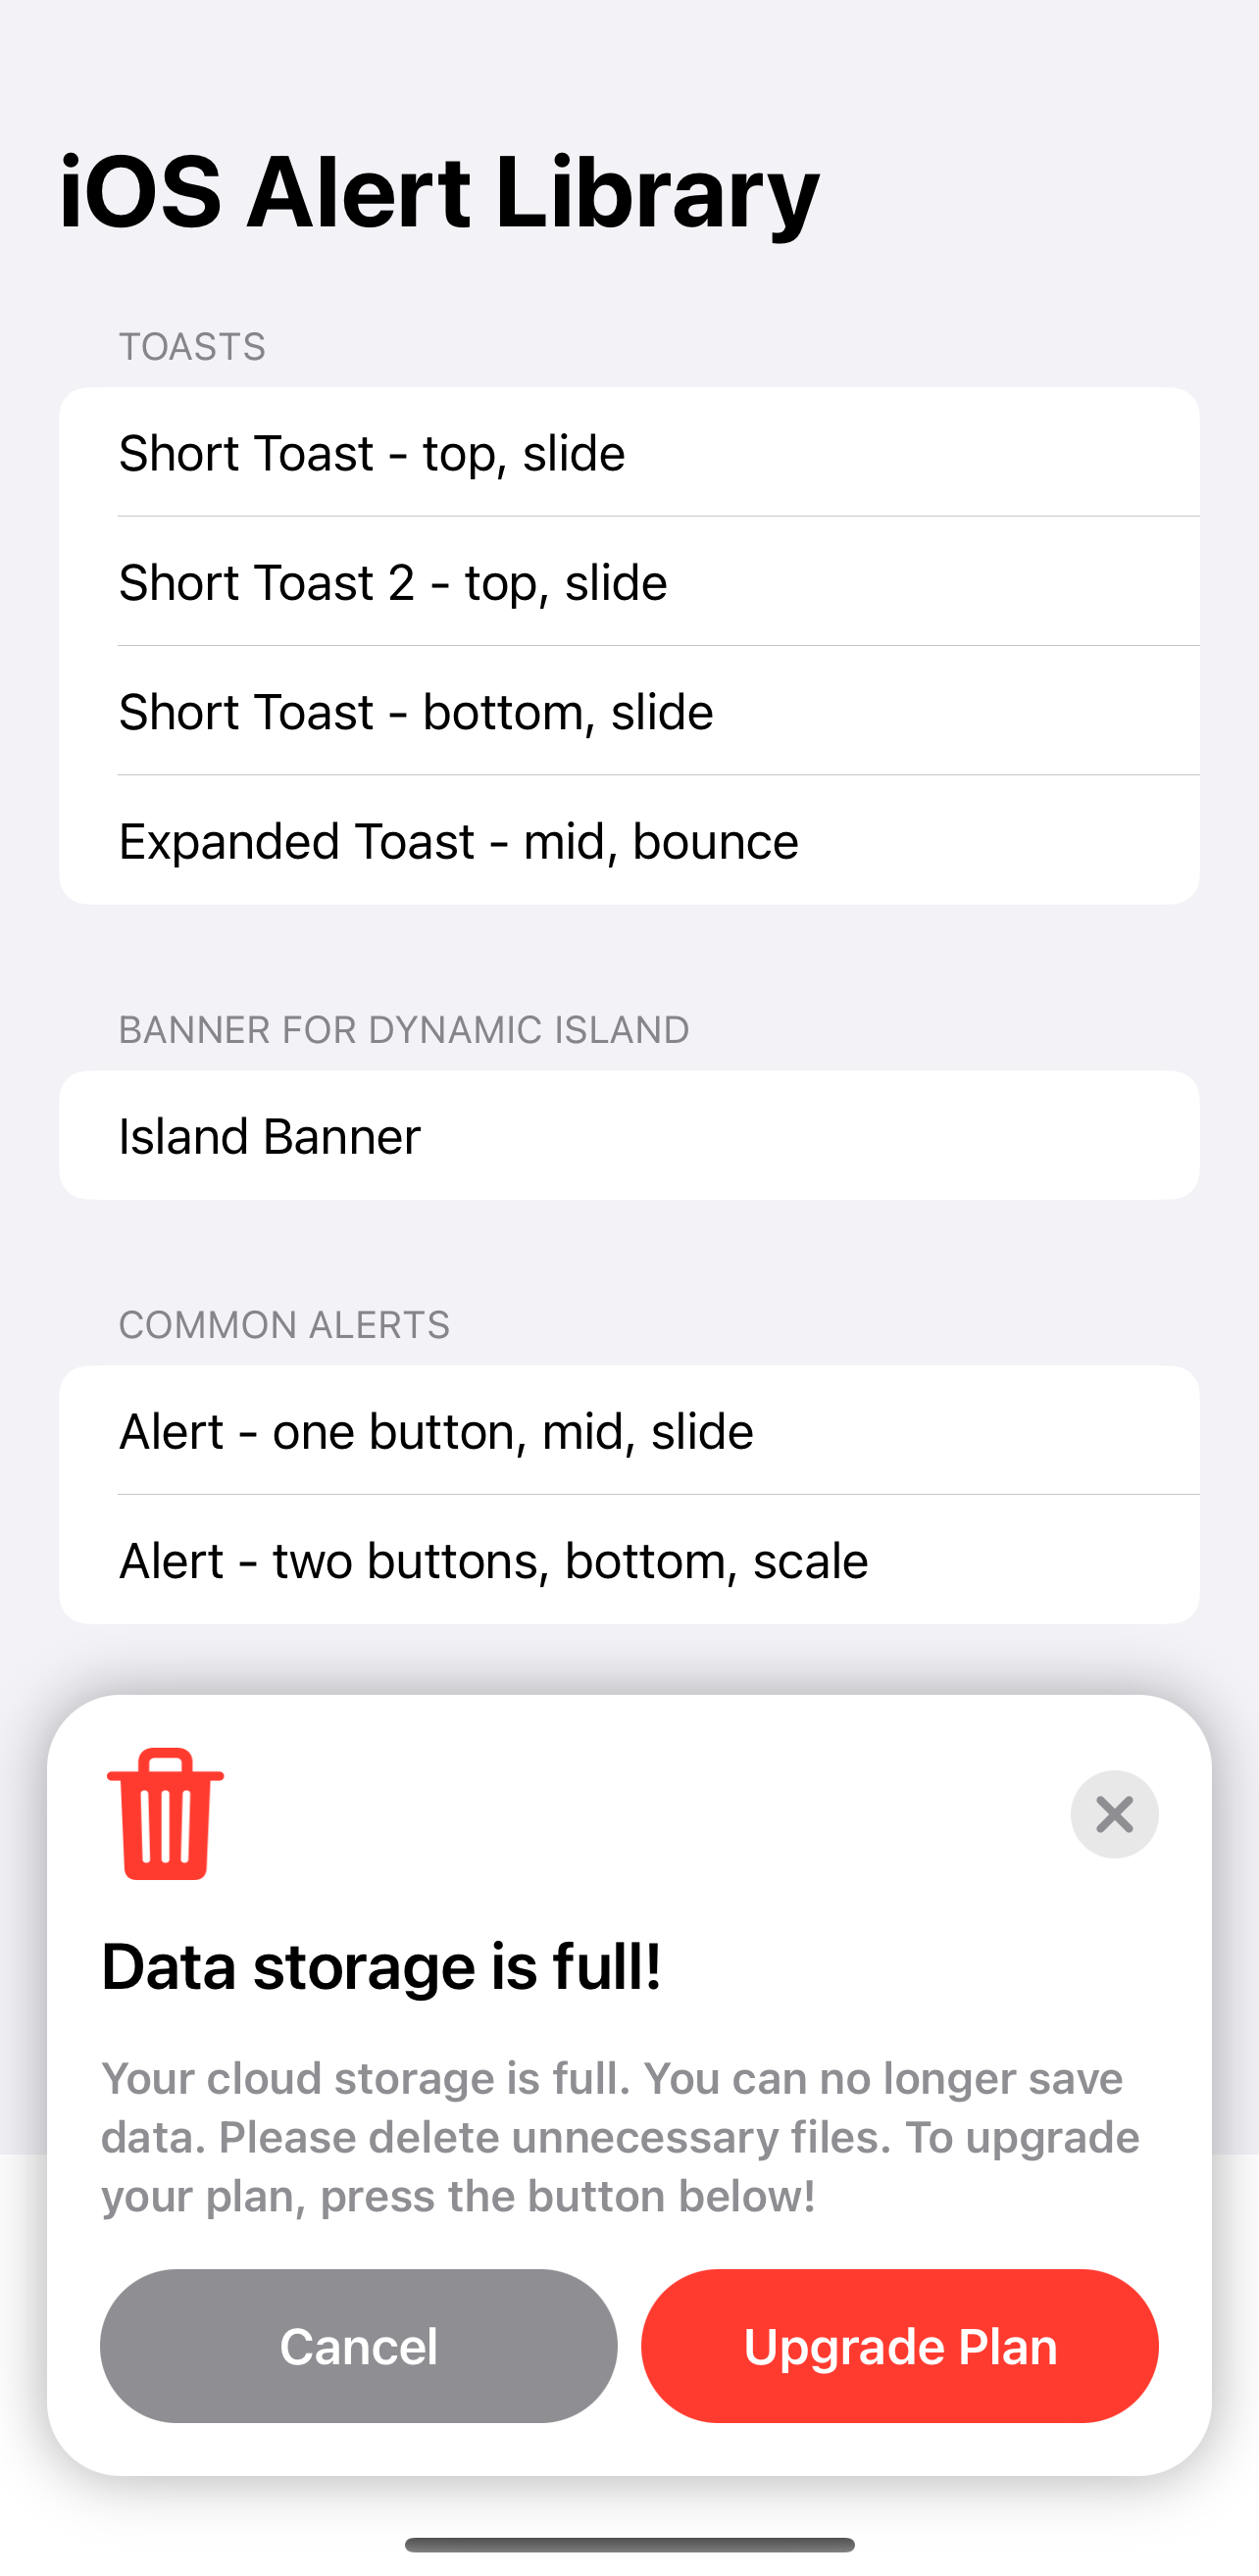 iOS Alert Library
TOASTS
Short Toast - top, slide
Short Toast 2 - top, slide
Short Toast - bottom, slide
Expanded Toast - mid, bounce
BANNER FOR DYNAMIC ISLAND
Island Banner
COMMON ALERTS
Alert - one button, mid, slide
Alert - two buttons, bottom, scale
Data storage is full!
Your cloud storage is full. You can no longer save
data. Please delete unnecessary files. To upgrade
your plan, press the button below!
Cancel
Upgrade Plan